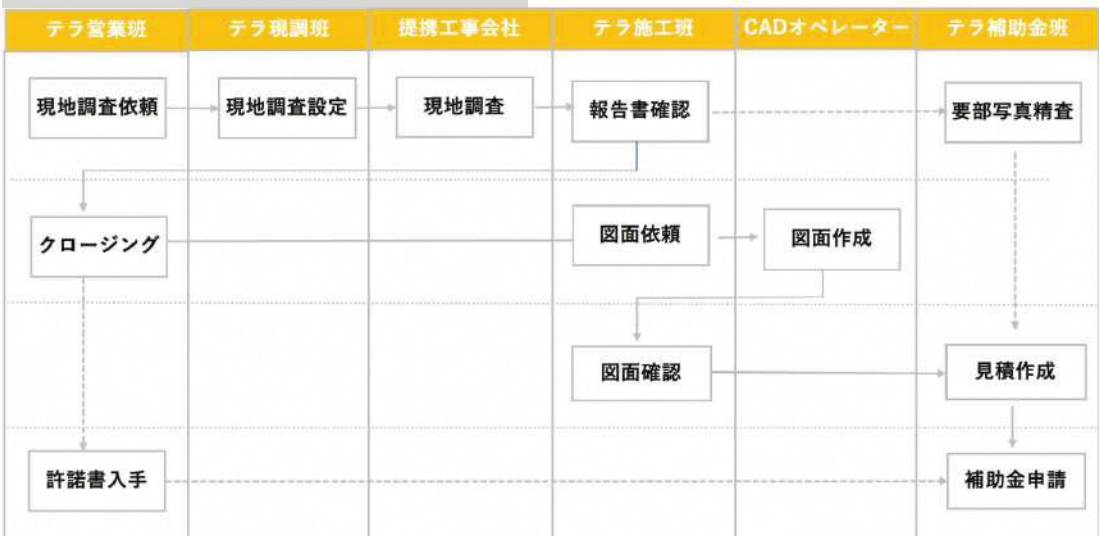 テラ営業班
テラ現調班
提携工事会社
テラ施工班
CADオペレーター
テラ補助金班
現地調査依頼
現地調査設定
現地調査
報告書確認
要部写真精査
クロージング
図面依頼
図面作成
図面確認
見積作成
許諾書入手
補助金申請